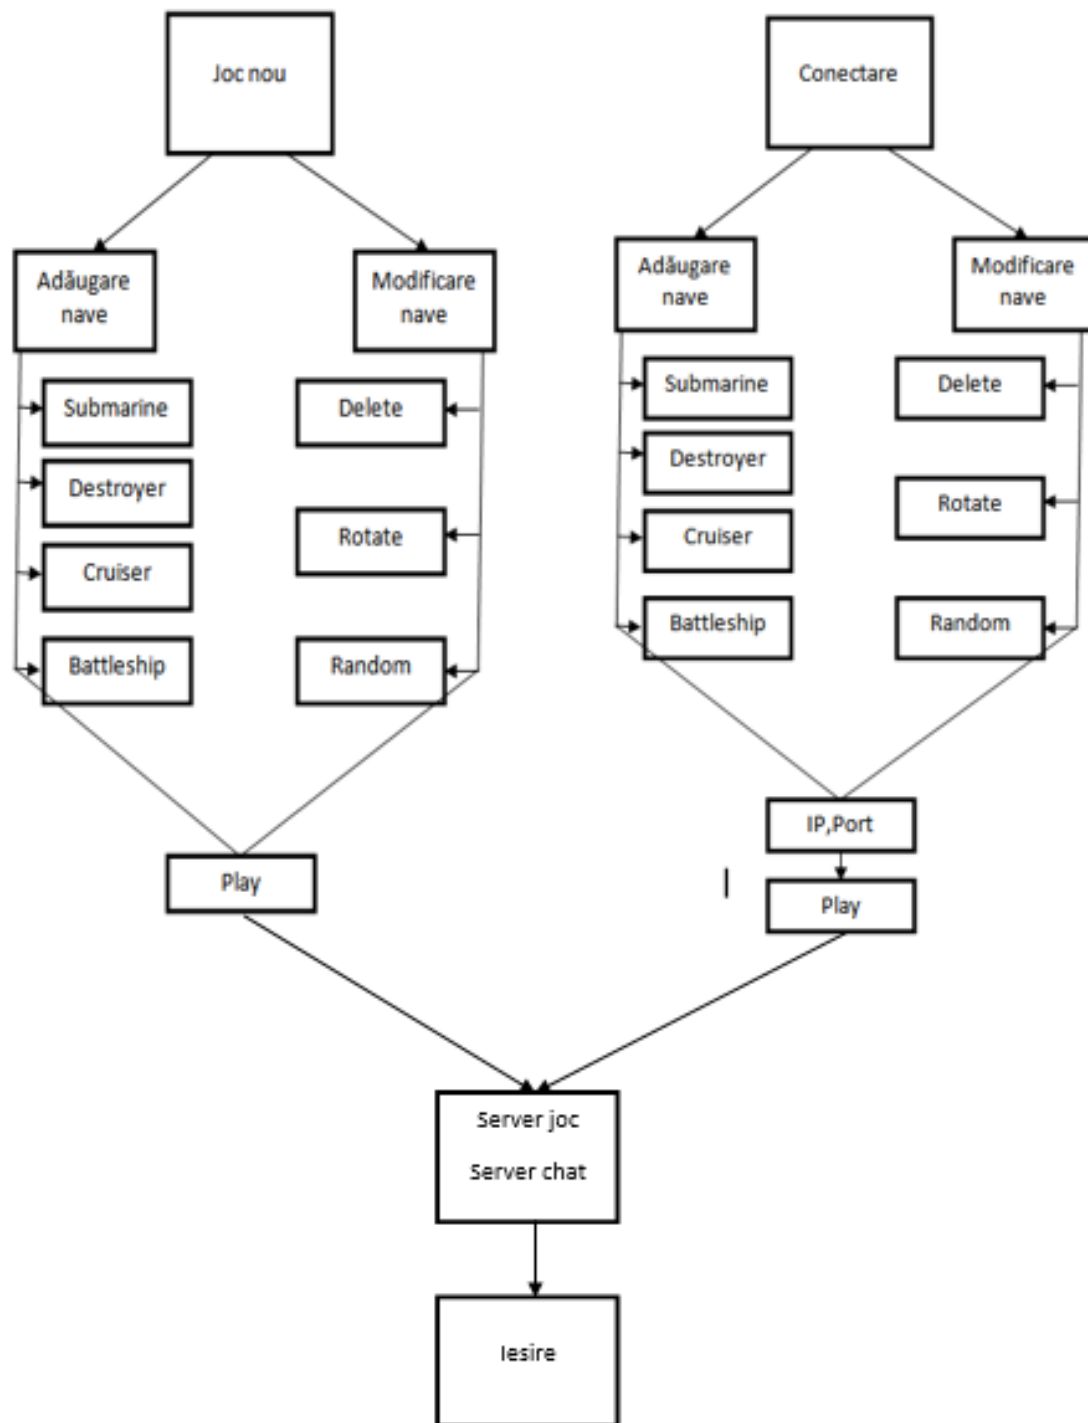 Joc nou
Conectare
Adăugare
nave
Modificare
nave
Adăugare
nave
Modificare
nave
Submarine
Delete
Submarine
Delete
Destroyer
Rotate
Destroyer
Rotate
Cruiser
Cruiser
Battleship
Random
Battleship
Random
Play
IP,Port
Play
Server joc
Server chat
Iesire